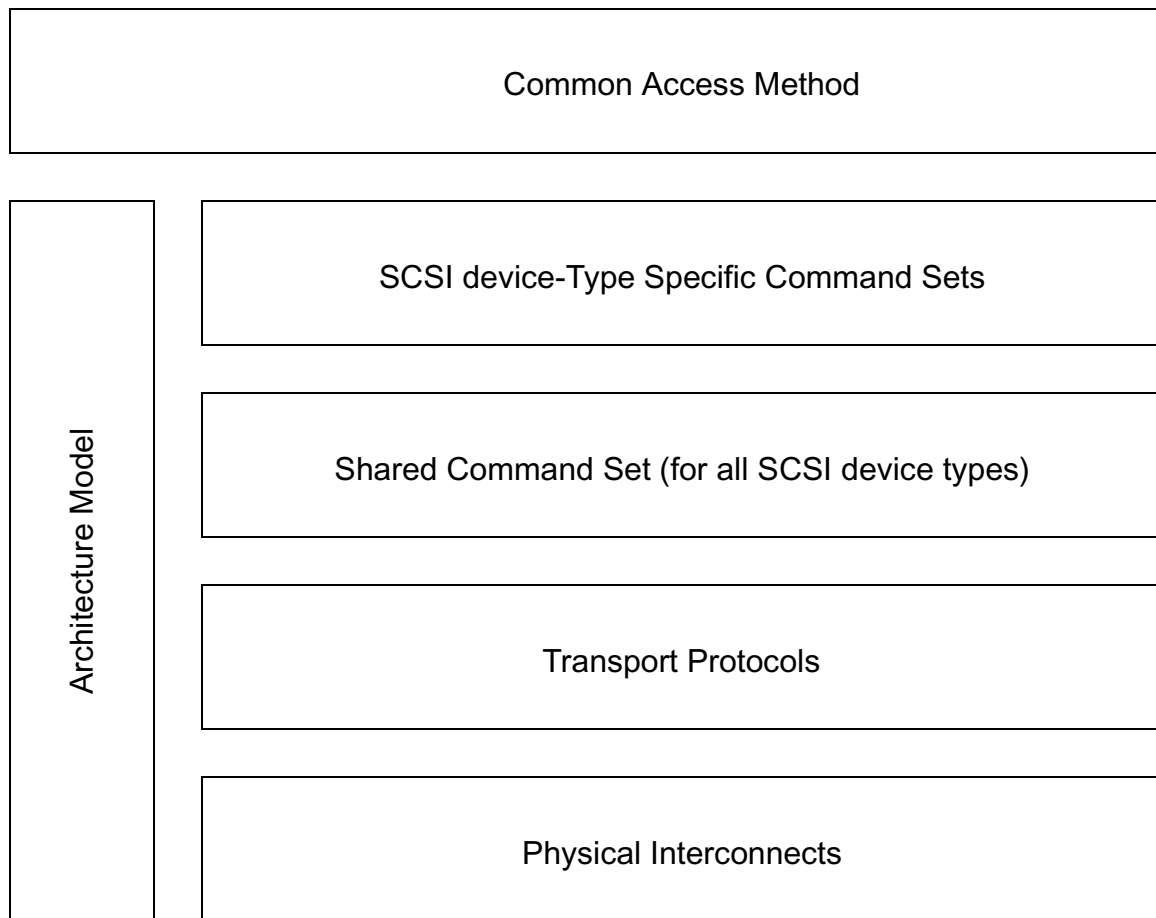 Common Access Method
Architecture Model
SCSI device-Type Specific Command Sets
Shared Command Set (for all SCSI device types)
Transport Protocols
Physical Interconnects